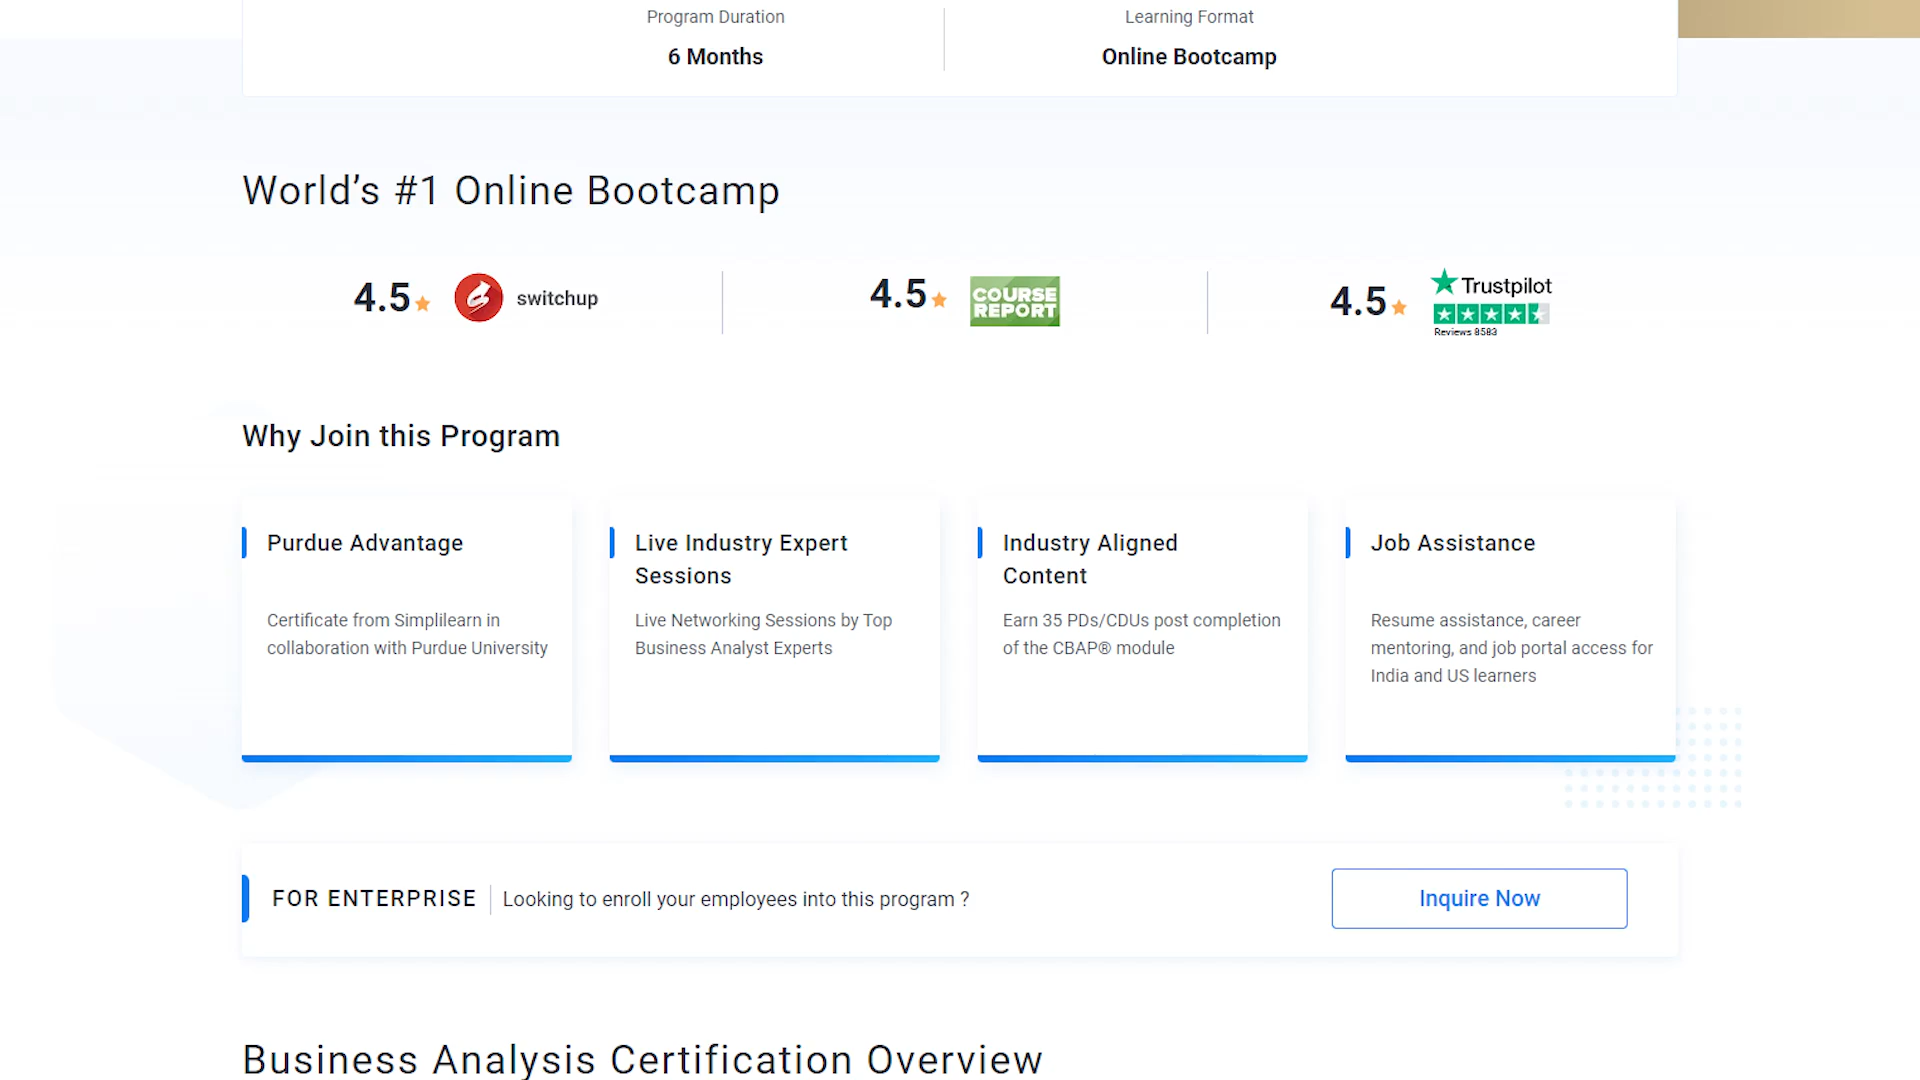 Program Duration
Learning Format
6 Months
Online Bootcamp
World’s #1 Online Bootcamp
4.5
switchup
4.5
COURSE
REPORT
4.5
Trustpilot
Reviews 8583
Why Join this Program
Purdue Advantage
Certificate from Simplilearn in
collaboration with Purdue University
Live Industry Expert
Sessions
Live Networking Sessions by Top
Business Analyst Experts
Industry Aligned
Content
Earn 35 PDs/CDUs post completion
of the CBAP® module
Job Assistance
Resume assistance, career
mentoring, and job portal access for
India and US learners
FOR ENTERPRISE
Looking to enroll your employees into this program ?
Inquire Now
Business Analysis Certification Overview